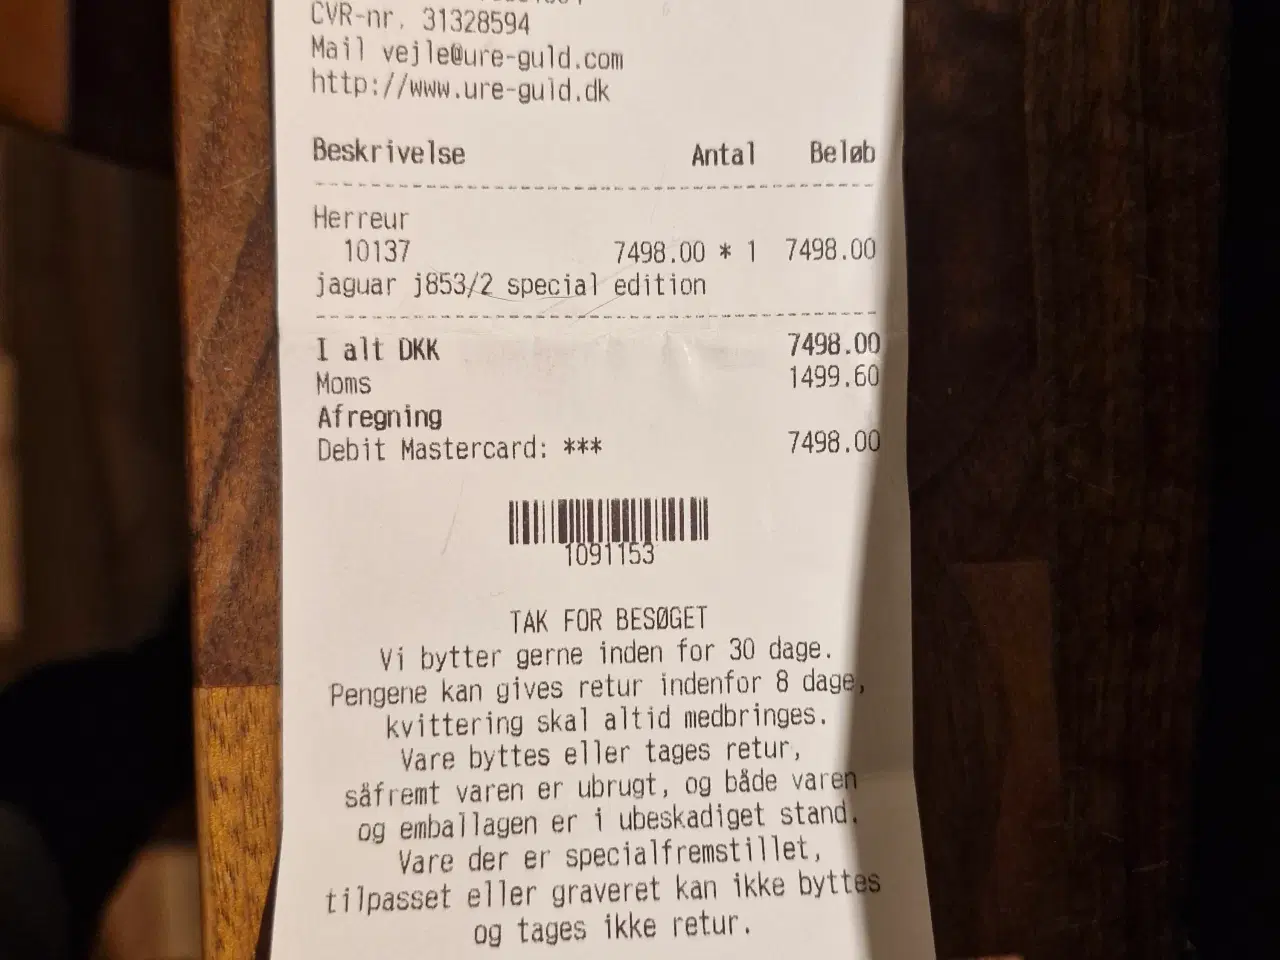 CVR-nr. 31328594
Mail vejle@ure-guld.com
http://www.ure-guld.dk
Beskrivelse Antal Beløb
Herreur
10137 7498.00 * 1 7498.00
jaguar j853/2 special edition
I alt DKK 7498.00
Moms 1499.60
Afregning
Debit Mastercard: *** 7498.00
1091153
TAK FOR BESØGET
Vi bytter gerne inden for 30 dage.
Pengene kan gives retur indenfor 8 dage,
kvittering skal altid medbringes.
Vare byttes eller tages retur,
såfremt varen er ubrugt, og både varen
og emballagen er i ubeskadiget stand.
Vare der er specialfremstillet,
tilpasset eller graveret kan ikke byttes
og tages ikke retur.